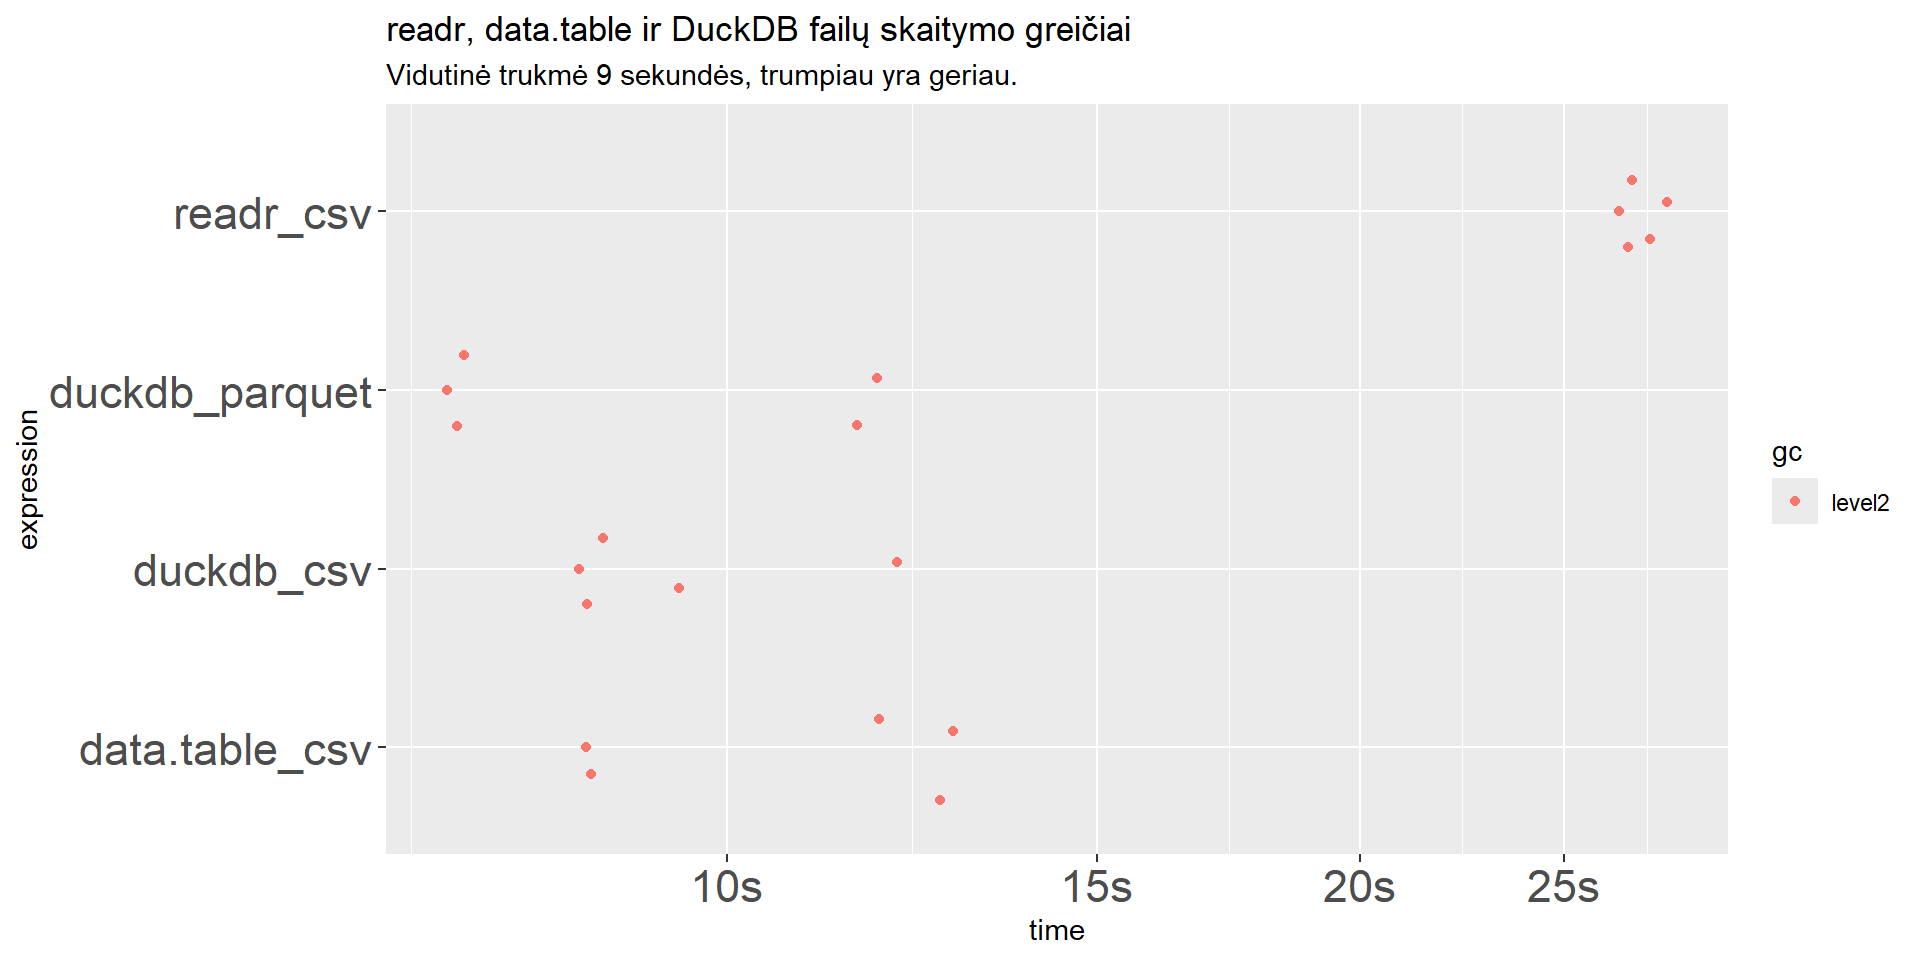 readr, data.table ir DuckDB failų skaitymo greičiai
Vidutinė trukmė 9 sekundės, trumpiau yra geriau.
expression
readr_csv
duckdb_parquet
duckdb_csv
data.table_csv
10s 15s 20s 25s
time
gc
level2